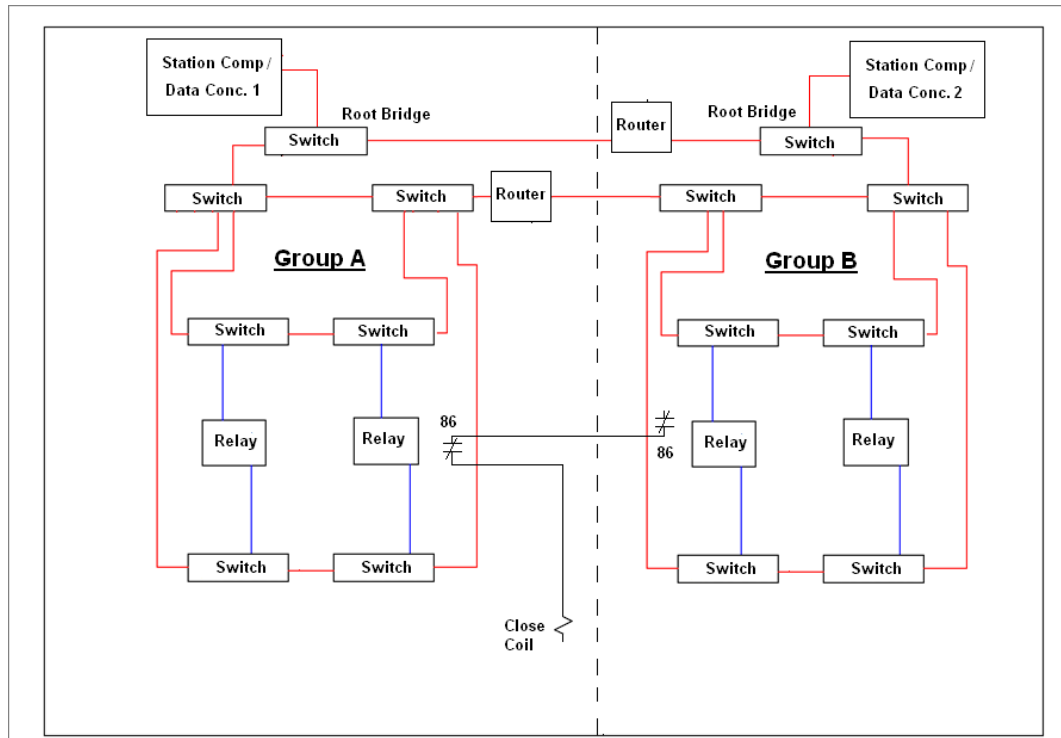 Station Comp /
Data Conc. 1
Station Comp /
Data Conc. 2
Root Bridge
Router
Root Bridge
Switch
Switch
Switch
Switch
Router
Switch
Switch
Group A
Group B
Switch
Switch
Switch
Switch
86
Relay
Relay
86
Relay
Relay
Switch
Switch
Switch
Switch
Close
Coil